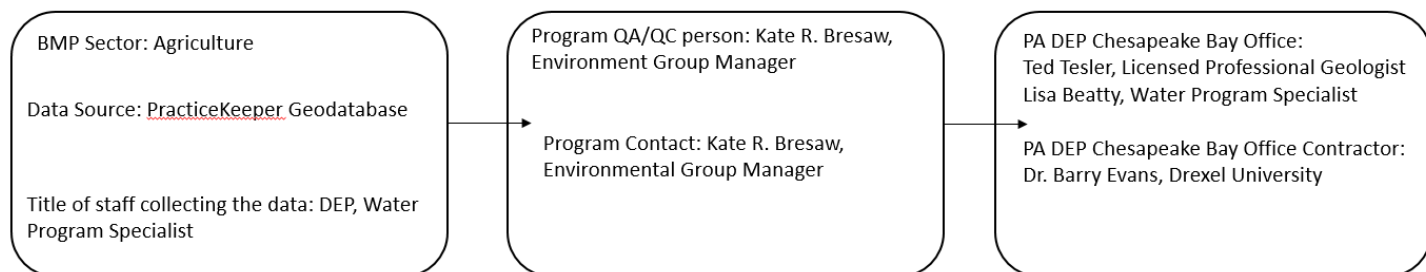 BMP Sector: Agriculture
Data Source: PracticeKeeper Geodatabase
Title of staff collecting the data: DEP, Water
Program Specialist
Program QA/QC person: Kate R. Bresaw,
Environment Group Manager
Program Contact: Kate R. Bresaw,
Environmental Group Manager
PA DEP Chesapeake Bay Office:
Ted Tesler, Licensed Professional Geologist
Lisa Beatty, Water Program Specialist
PA DEP Chesapeake Bay Office Contractor:
Dr. Barry Evans, Drexel University